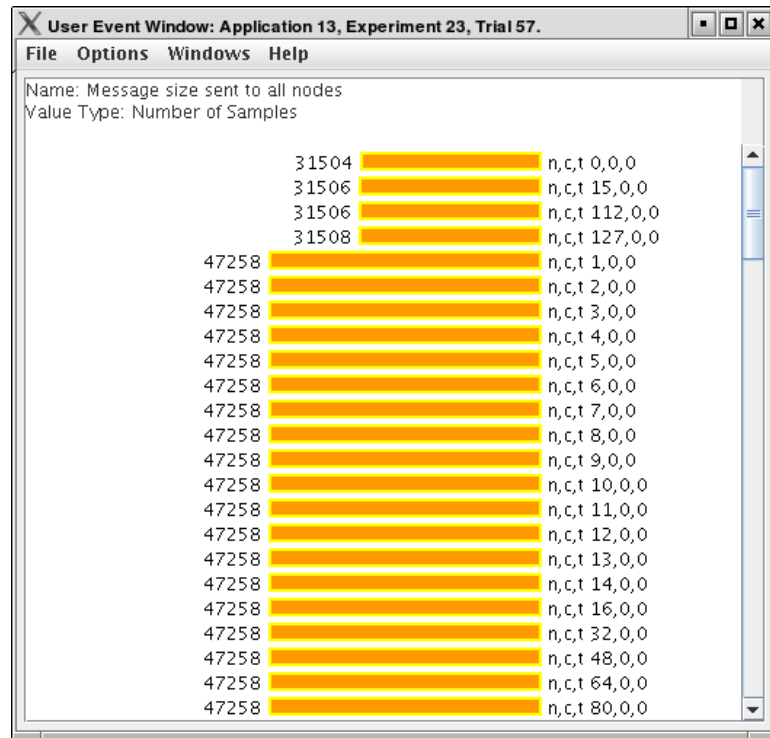 User Event Window: Application 13, Experiment 23, Trial 57.
File Options Windows Help
Name: Message size sent to all nodes
Value Type: Number of Samples
31504 n,c,t 0,0,0
31506 n,c,t 15,0,0
31506 n,c,t 112,0,0
31508 n,c,t 127,0,0
47258 n,c,t 1,0,0
47258 n,c,t 2,0,0
47258 n,c,t 3,0,0
47258 n,c,t 4,0,0
47258 n,c,t 5,0,0
47258 n,c,t 6,0,0
47258 n,c,t 7,0,0
47258 n,c,t 8,0,0
47258 n,c,t 9,0,0
47258 n,c,t 10,0,0
47258 n,c,t 11,0,0
47258 n,c,t 12,0,0
47258 n,c,t 13,0,0
47258 n,c,t 14,0,0
47258 n,c,t 16,0,0
47258 n,c,t 32,0,0
47258 n,c,t 48,0,0
47258 n,c,t 64,0,0
47258 n,c,t 80,0,0